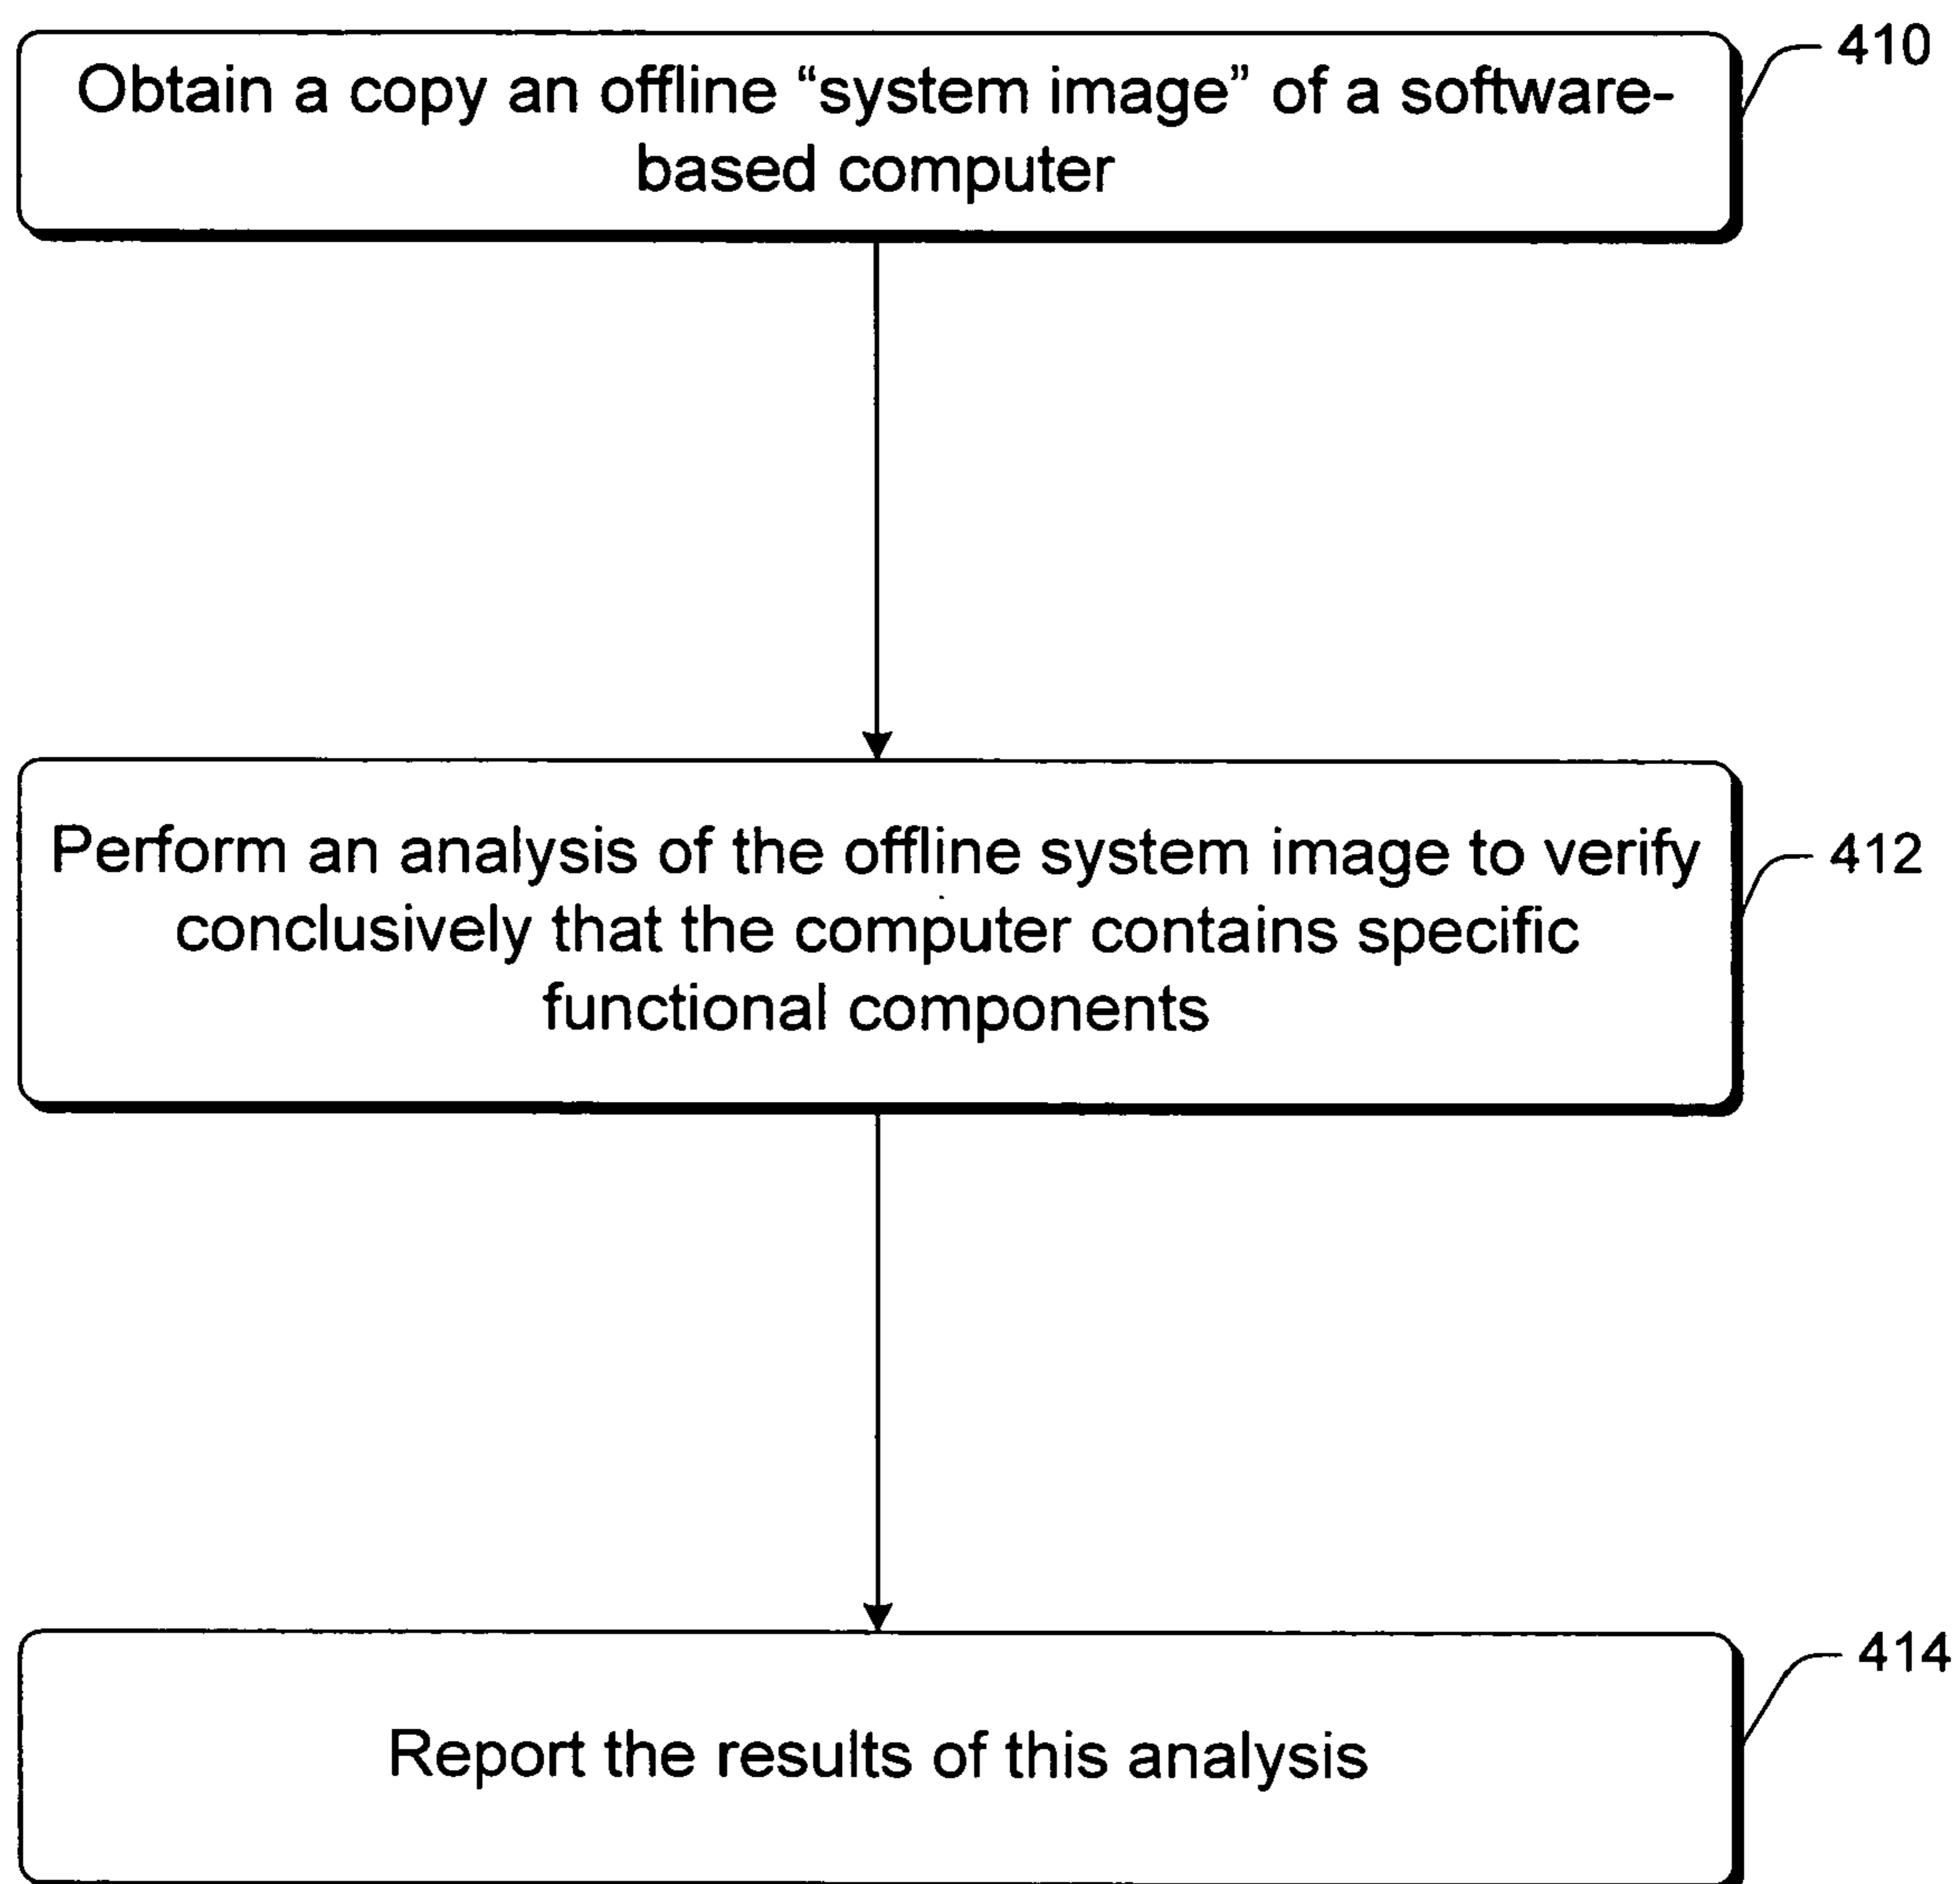 410
Obtain a copy an offline “system image” of a software-
based computer
412
Perform an analysis of the offline system image to verify
conclusively that the computer contains specific
functional components
414
Report the results of this analysis